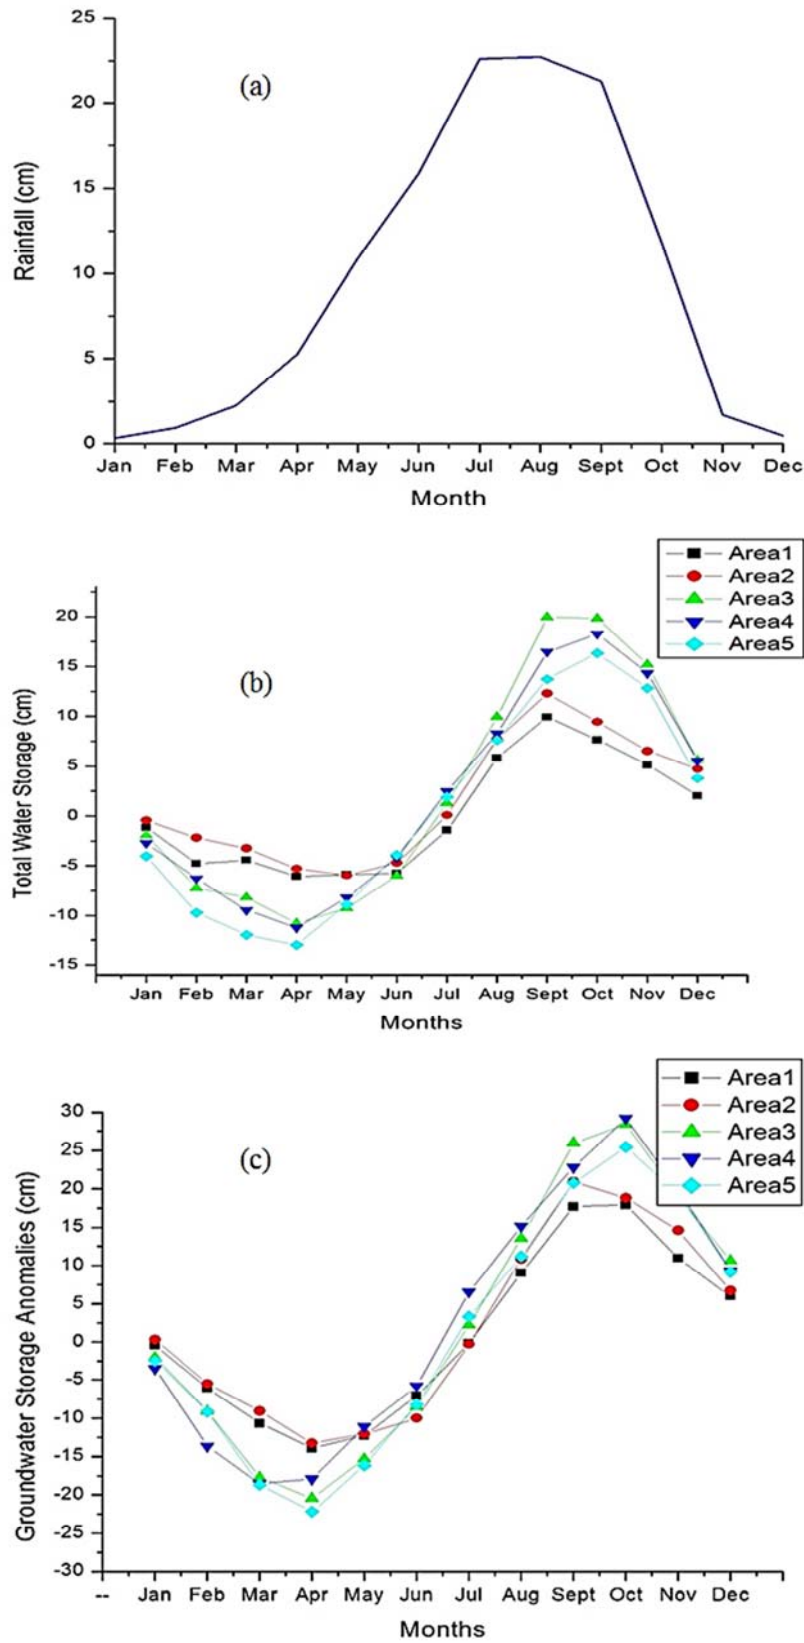 25
20
15
10
5
0
Rainfall (cm)
(a)
Jan Feb Mar Apr May Jun Jul Aug Sept Oct Nov Dec
Month
Area1
Area2
Area3
Area4
Area5
20
15
10
5
0
-5
-10
-15
Total Water Storage (cm)
(b)
Jan Feb Mar Apr May Jun Jul Aug Sept Oct Nov Dec
Months
Area1
Area2
Area3
Area4
Area5
30
25
20
15
10
5
0
-5
-10
-15
-20
-25
-30
Groundwater Storage Anomalies (cm)
(c)
-- Jan Feb Mar Apr May Jun Jul Aug Sept Oct Nov Dec
Months